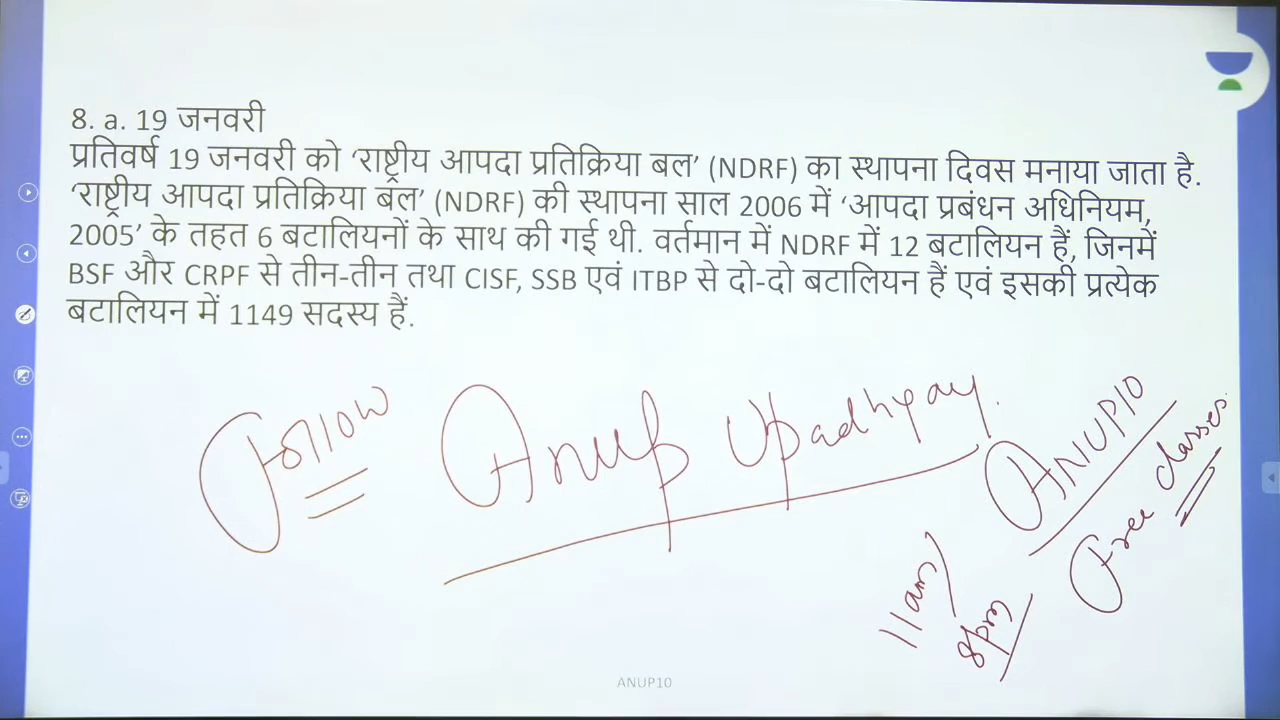 8. a. 19 जनवरी
प्रतिवर्ष 19 जनवरी को ‘राष्ट्रीय आपदा प्रतिक्रिया बल’ (NDRF) का स्थापना दिवस मनाया जाता है.
‘राष्ट्रीय आपदा प्रतिक्रिया बल’ (NDRF) की स्थापना साल 2006 में ‘आपदा प्रबंधन अधिनियम,
2005’ के तहत 6 बटालियनों के साथ की गई थी. वर्तमान में NDRF में 12 बटालियन हैं, जिनमें
BSF और CRPF से तीन-तीन तथा CISF, SSB एवं ITBP से दो-दो बटालियन हैं एवं इसकी प्रत्येक
बटालियन में 1149 सदस्य हैं.
Follow Anup Upadhyay.
ANUP10
Free classes.
11am/
8pm
ANUP10